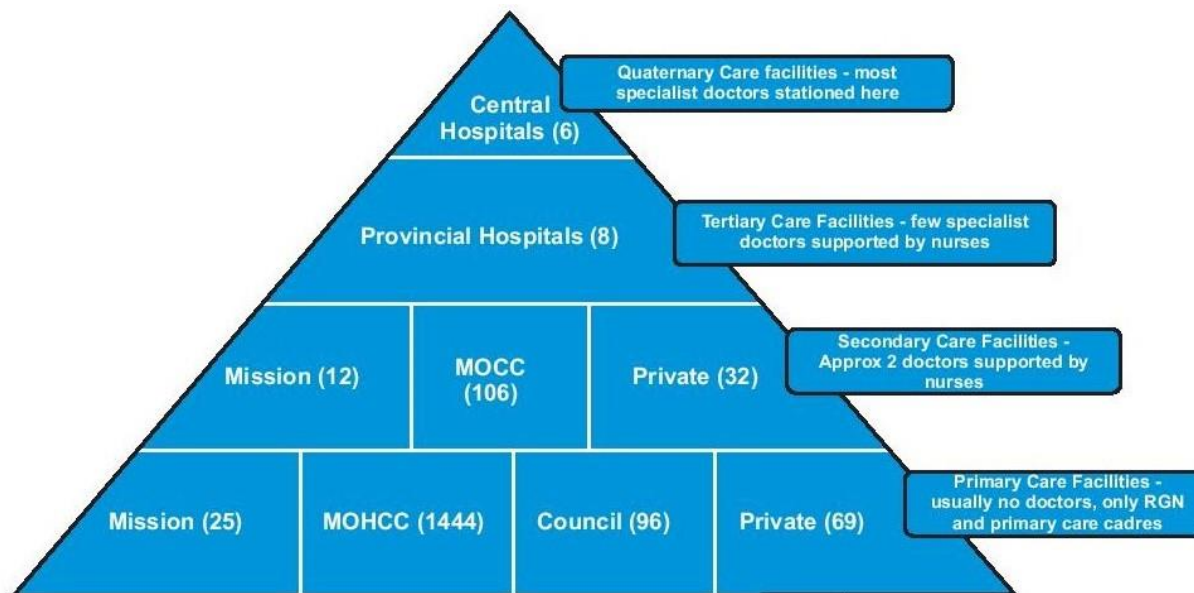 Quaternary Care facilities - most
specialist doctors stationed here
Central
Hospitals (6)
Tertiary Care Facilities - few specialist
doctors supported by nurses
Provincial Hospitals (8)
Secondary Care Facilities -
Approx 2 doctors supported by
nurses
Mission (12)
MOCC
(106)
Private (32)
Primary Care Facilities -
usually no doctors, only RGN
and primary care cadres
Mission (25)
MOHCC (1444)
Council (96)
Private (69)